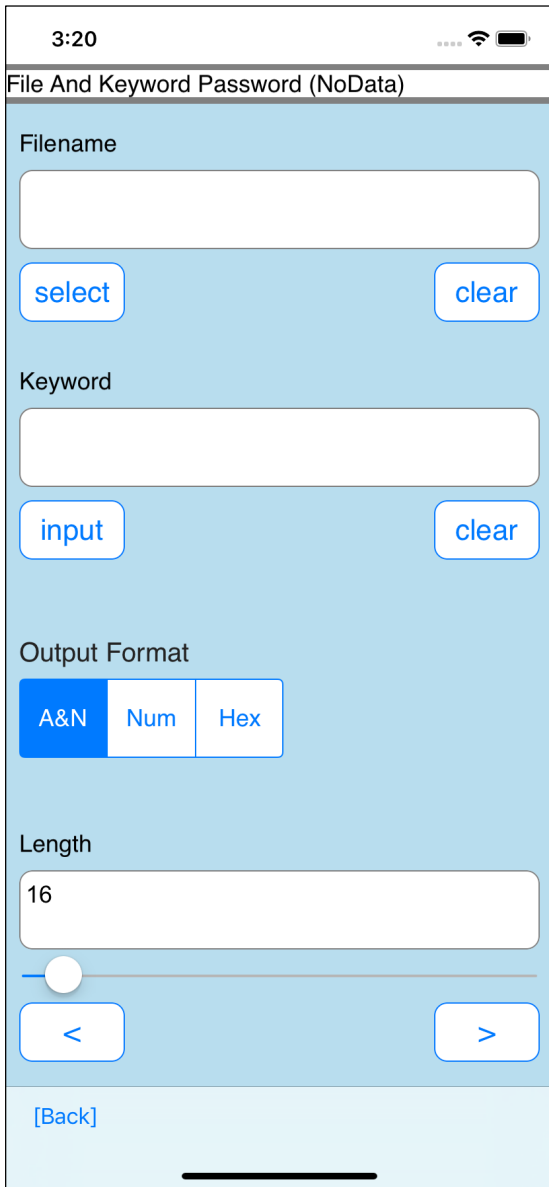 3:20
File And Keyword Password (NoData)
Filename
select clear
Keyword
input clear
Output Format
A&N Num Hex
Length
16
< >
[Back]